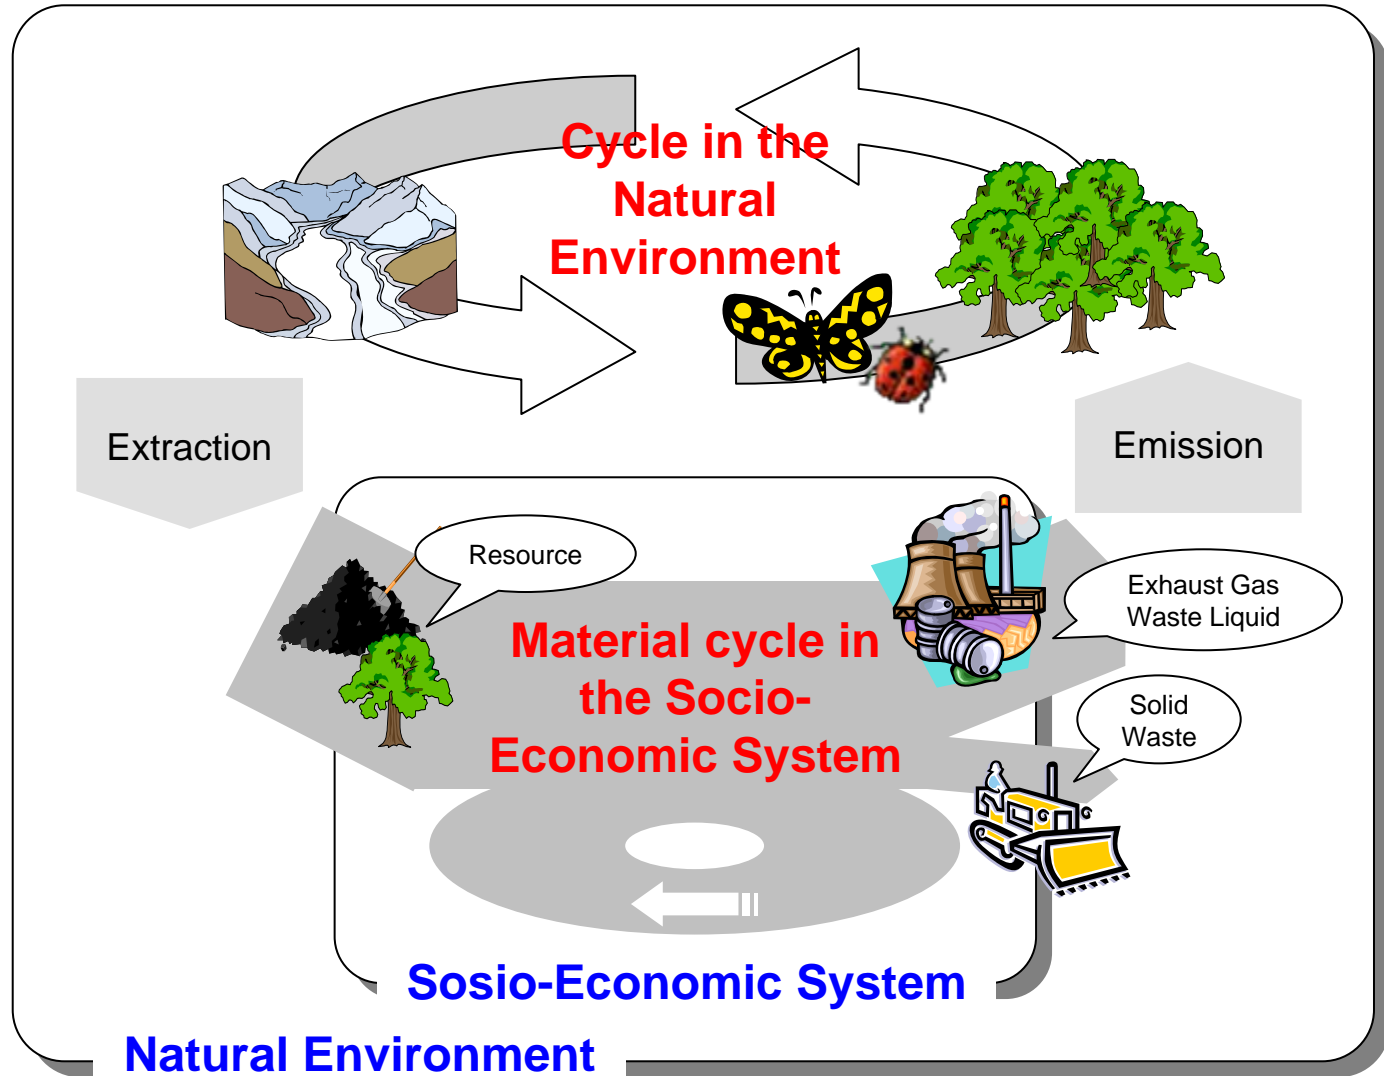 Cycle in the
Natural
Environment
Extraction
Emission
Resource
Exhaust Gas
Waste Liquid
Material cycle in
the Socio-
Economic System
Solid
Waste
Sosio-Economic System
Natural Environment